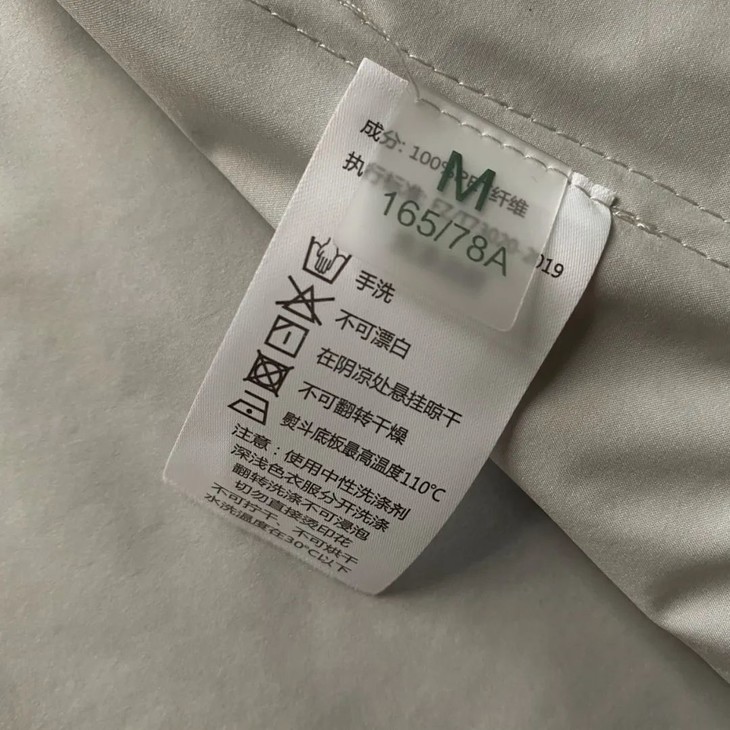 成分: 100% 纤维
M
165/78A
执行标准 FZ/T73020-2019
手洗
不可漂白
在阴凉处悬挂晾干
不可翻转干燥
熨斗底板最高温度110℃
注意：使用中性洗涤剂
深浅色衣服分开洗涤
翻转洗涤不可浸泡
切勿直接烫印花
不可拧干、不可烘干
水洗温度在30℃以下